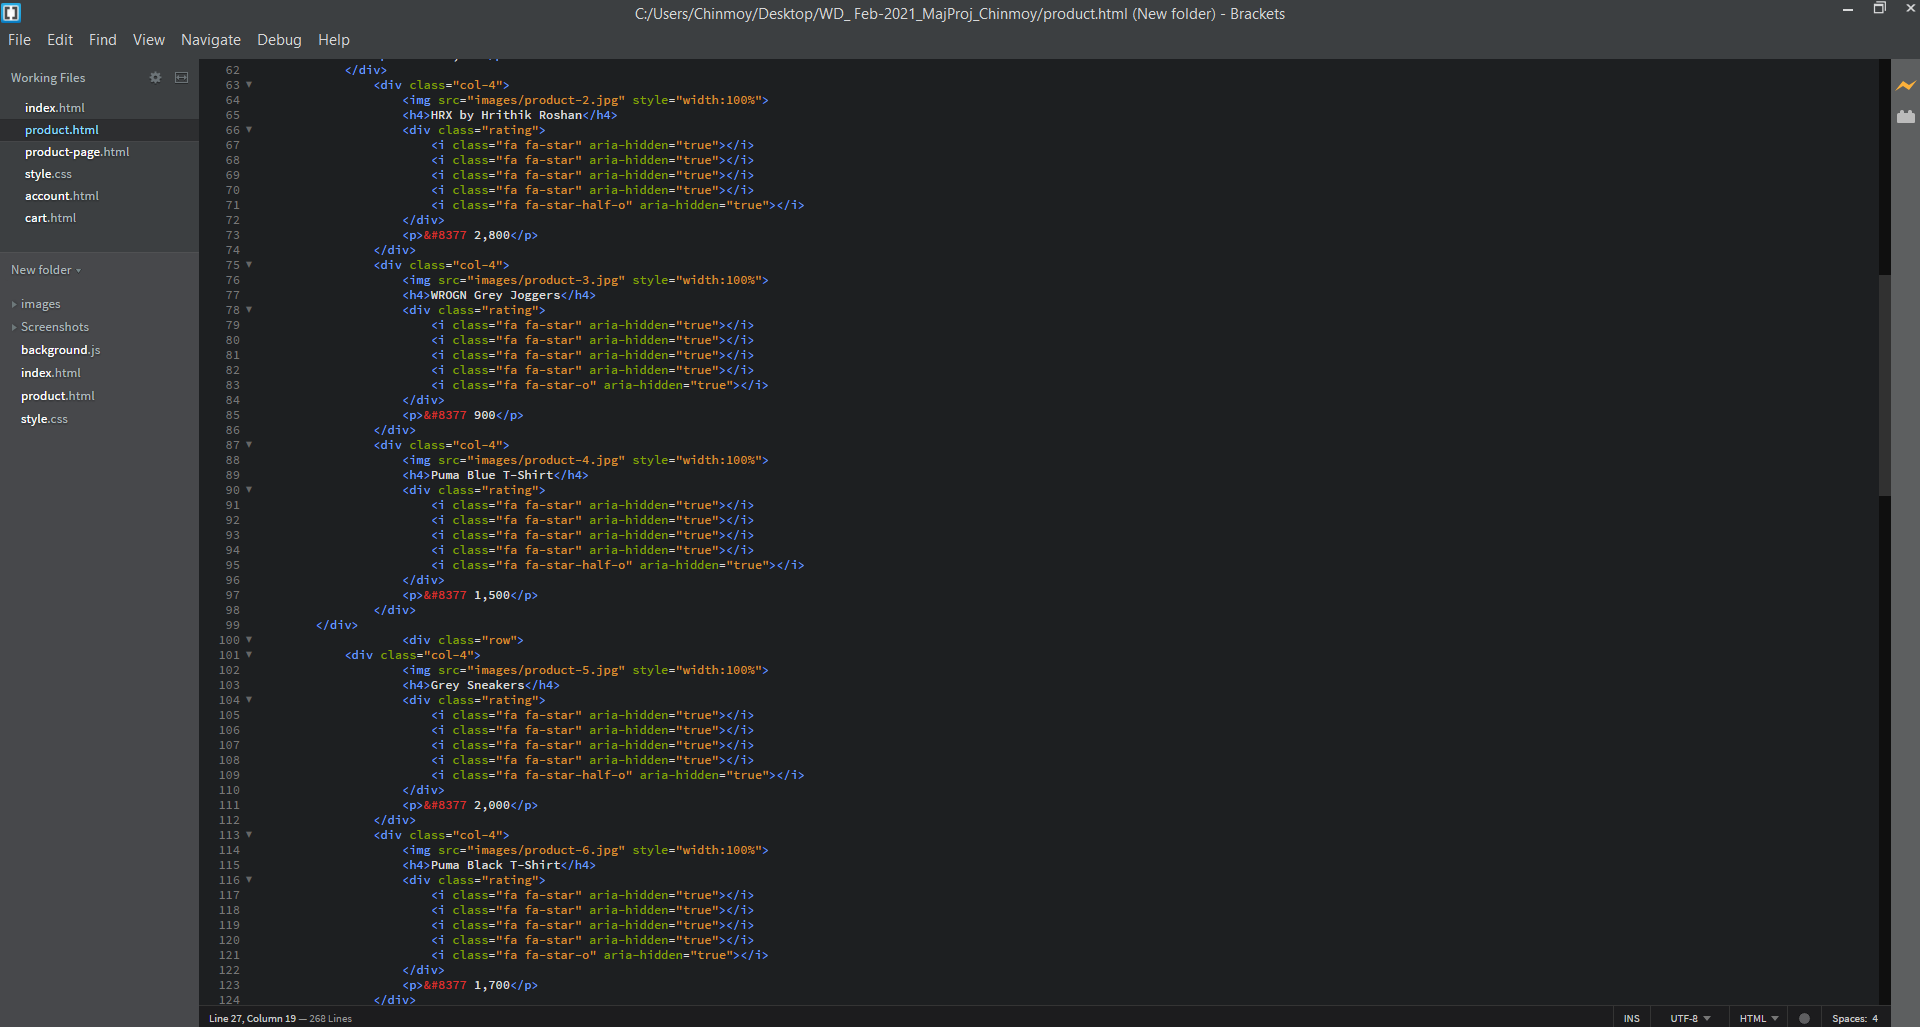 C:/Users/Chinmoy/Desktop/WD_ Feb-2021_MajProj_Chinmoy/product.html (New folder) - Brackets
File Edit Find View Navigate Debug Help
Working Files
index.html
product.html
product-page.html
style.css
account.html
cart.html
New folder
images
Screenshots
background.js
index.html
product.html
style.css
62 </div>
63 <div class="col-4">
64 <img src="images/product-2.jpg" style="width:100%">
65 <h4>HRX by Hrithik Roshan</h4>
66 <div class="rating">
67 <i class="fa fa-star" aria-hidden="true"></i>
68 <i class="fa fa-star" aria-hidden="true"></i>
69 <i class="fa fa-star" aria-hidden="true"></i>
70 <i class="fa fa-star" aria-hidden="true"></i>
71 <i class="fa fa-star-half-o" aria-hidden="true"></i>
72 </div>
73 <p>&#8377 2,800</p>
74 </div>
75 <div class="col-4">
76 <img src="images/product-3.jpg" style="width:100%">
77 <h4>WROGN Grey Joggers</h4>
78 <div class="rating">
79 <i class="fa fa-star" aria-hidden="true"></i>
80 <i class="fa fa-star" aria-hidden="true"></i>
81 <i class="fa fa-star" aria-hidden="true"></i>
82 <i class="fa fa-star" aria-hidden="true"></i>
83 <i class="fa fa-star-o" aria-hidden="true"></i>
84 </div>
85 <p>&#8377 900</p>
86 </div>
87 <div class="col-4">
88 <img src="images/product-4.jpg" style="width:100%">
89 <h4>Puma Blue T-Shirt</h4>
90 <div class="rating">
91 <i class="fa fa-star" aria-hidden="true"></i>
92 <i class="fa fa-star" aria-hidden="true"></i>
93 <i class="fa fa-star" aria-hidden="true"></i>
94 <i class="fa fa-star" aria-hidden="true"></i>
95 <i class="fa fa-star-half-o" aria-hidden="true"></i>
96 </div>
97 <p>&#8377 1,500</p>
98 </div>
99 </div>
100 <div class="row">
101 <div class="col-4">
102 <img src="images/product-5.jpg" style="width:100%">
103 <h4>Grey Sneakers</h4>
104 <div class="rating">
105 <i class="fa fa-star" aria-hidden="true"></i>
106 <i class="fa fa-star" aria-hidden="true"></i>
107 <i class="fa fa-star" aria-hidden="true"></i>
108 <i class="fa fa-star" aria-hidden="true"></i>
109 <i class="fa fa-star-half-o" aria-hidden="true"></i>
110 </div>
111 <p>&#8377 2,000</p>
112 </div>
113 <div class="col-4">
114 <img src="images/product-6.jpg" style="width:100%">
115 <h4>Puma Black T-Shirt</h4>
116 <div class="rating">
117 <i class="fa fa-star" aria-hidden="true"></i>
118 <i class="fa fa-star" aria-hidden="true"></i>
119 <i class="fa fa-star" aria-hidden="true"></i>
120 <i class="fa fa-star" aria-hidden="true"></i>
121 <i class="fa fa-star-o" aria-hidden="true"></i>
122 </div>
123 <p>&#8377 1,700</p>
124 </div>
Line 27, Column 19 — 268 Lines
INS UTF-8 HTML Spaces: 4